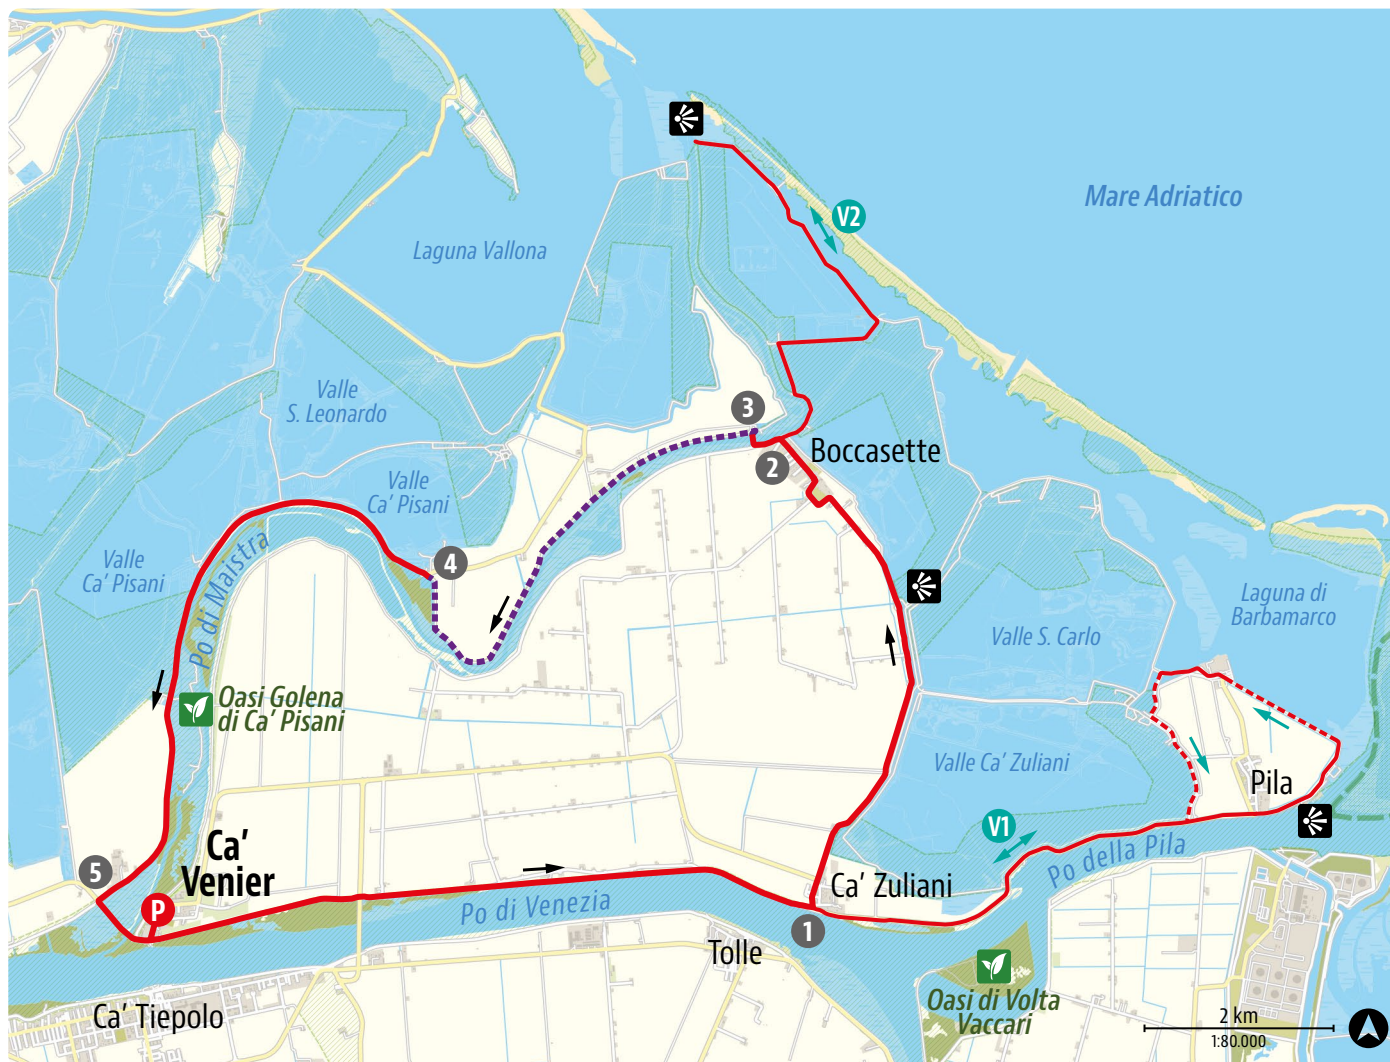 Mare Adriatico
V2
Laguna Vallona
Valle
S. Leonardo
3
Boccasette
2
Valle
Ca' Pisani
4
Valle
Ca' Pisani
Po di Maistra
Laguna di
Barbamarco
Valle S. Carlo
Oasi Golena
di Ca' Pisani
Valle Ca' Zuliani
Pila
V1
Po della Pila
Ca'
Venier
5
P
Ca' Zuliani
Po di Venezia
1
Tolle
Oasi di Volta
Vaccari
Ca' Tiepolo
2 km
1:80.000